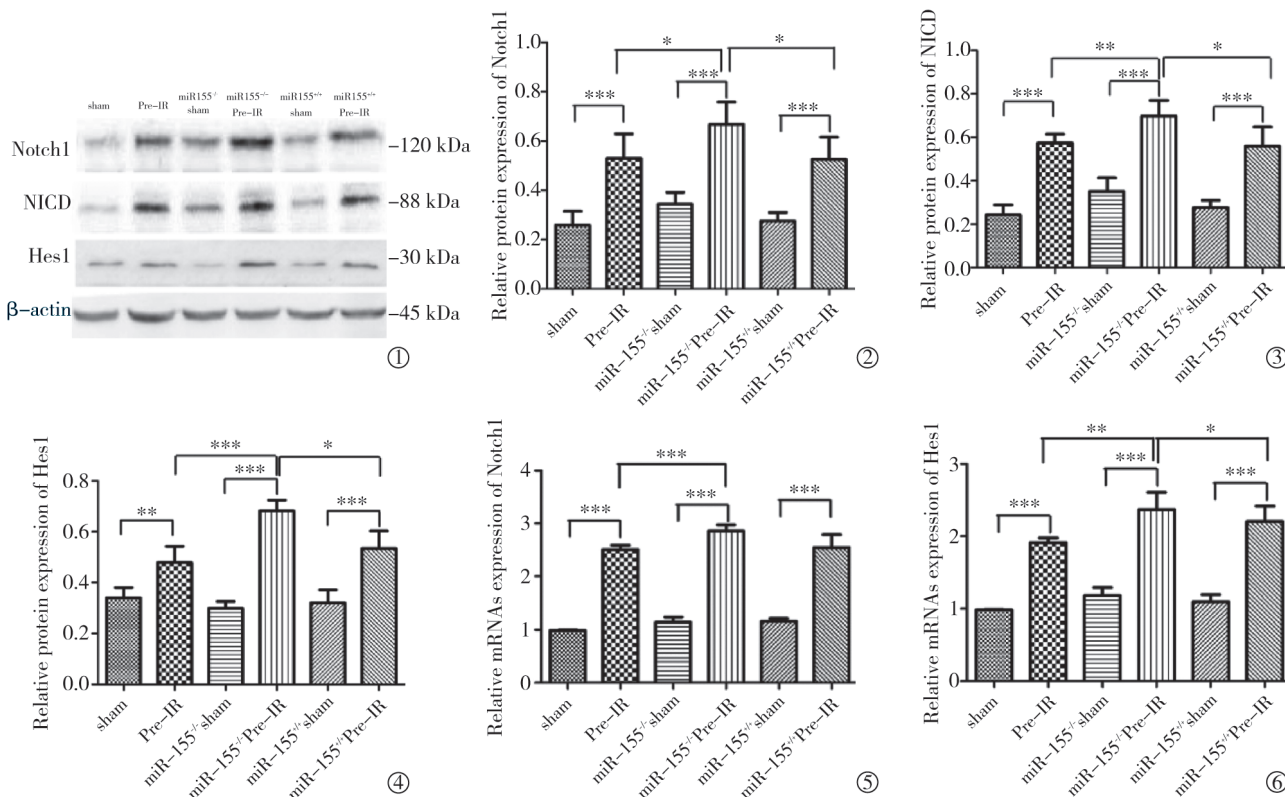 sham Pre-IR miR155⁻/⁻ sham miR155⁻/⁻ Pre-IR miR155⁺/⁺ sham miR155⁺/⁺ Pre-IR
Notch1 -120 kDa
NICD -88 kDa
Hes1 -30 kDa
β-actin -45 kDa
①
Relative protein expression of Notch1
1.0
0.8
0.6
0.4
0.2
0.0
*
*
***
***
***
sham
Pre-IR
miR-155⁻/⁻ sham
miR-155⁻/⁻ Pre-IR
miR-155⁺/⁺ sham
miR-155⁺/⁺ Pre-IR
②
Relative protein expression of NICD
1.0
0.8
0.6
0.4
0.2
0.0
**
*
***
***
***
sham
Pre-IR
miR-155⁻/⁻ sham
miR-155⁻/⁻ Pre-IR
miR-155⁺/⁺ sham
miR-155⁺/⁺ Pre-IR
③
Relative protein expression of Hes1
0.8
0.6
0.4
0.2
0.0
***
*
***
**
***
sham
Pre-IR
miR-155⁻/⁻ sham
miR-155⁻/⁻ Pre-IR
miR-155⁺/⁺ sham
miR-155⁺/⁺ Pre-IR
④
Relative mRNAs expression of Notch1
4
3
2
1
0
***
***
***
***
sham
Pre-IR
miR-155⁻/⁻ sham
miR-155⁻/⁻ Pre-IR
miR-155⁺/⁺ sham
miR-155⁺/⁺ Pre-IR
⑤
Relative mRNAs expression of Hes1
3
2
1
0
**
*
***
***
***
sham
Pre-IR
miR-155⁻/⁻ sham
miR-155⁻/⁻ Pre-IR
miR-155⁺/⁺ sham
miR-155⁺/⁺ Pre-IR
⑥